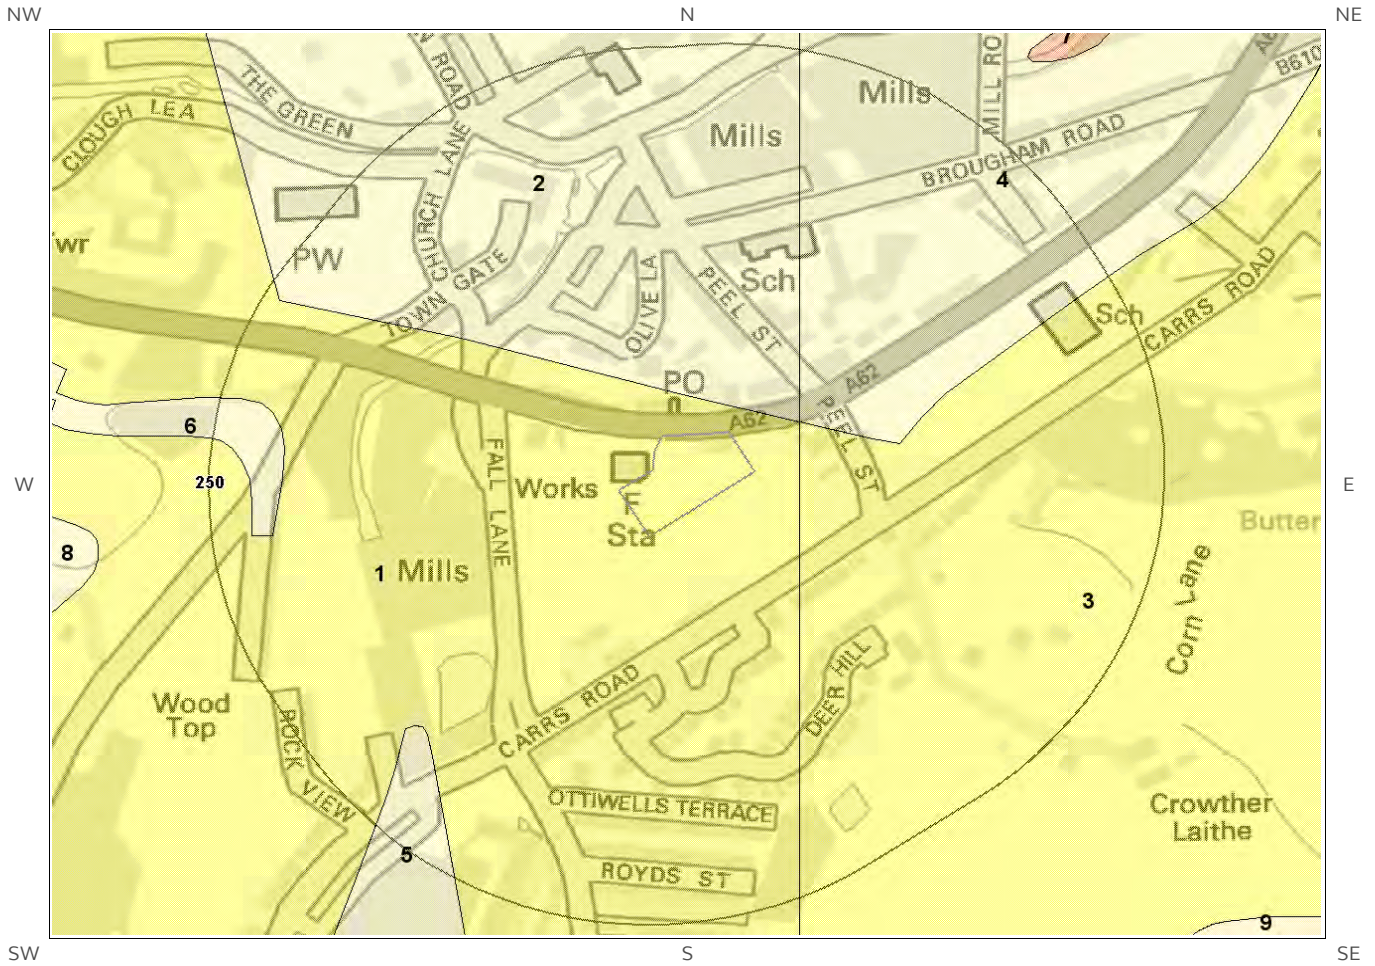 NW
N
NE
7
B610
THE GREEN
N ROAD
MILL RO
Mills
CLOUGH LEA
Mills
BROUGHAM ROAD
2
4
CHURCH LANE
PW
TOWN GATE
OLIVE LA
PEEL ST
Sch
Sch
CARRS ROAD
PO
A62
A62
PEEL ST
6
250
W
E
FALL LANE
Works
F
Sta
Butter
8
1
Mills
3
Corn Lane
Wood
Top
ROCK VIEW
CARRS ROAD
DEER HILL
OTTIWELLS TERRACE
Crowther
Laithe
5
ROYDS ST
9
SW
S
SE